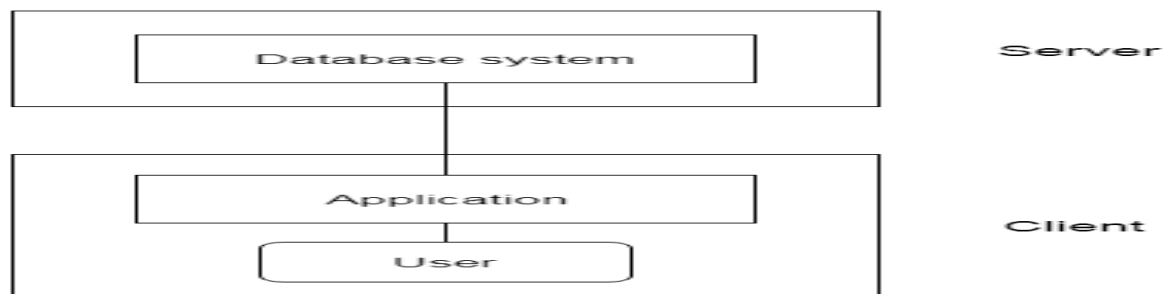 Database system
Server
Application
Client
User